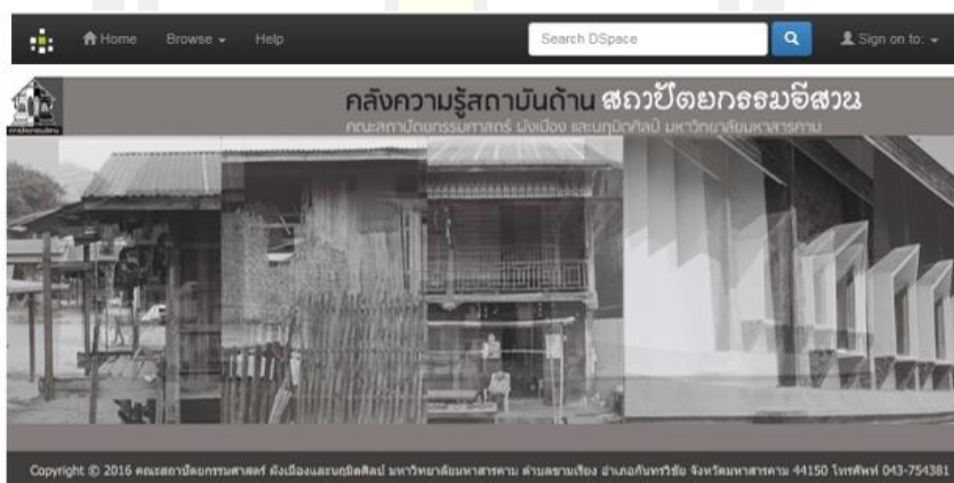 Home Browse Help Search DSpace Sign on to:
คลังความรู้สถาบันด้าน สถาปัตยกรรมอีสาน
คณะสถาปัตยกรรมศาสตร์ ผังเมือง และนฤมิตศิลป์ มหาวิทยาลัยมหาสารคาม
Copyright © 2016 คณะสถาปัตยกรรมศาสตร์ ผังเมืองและนฤมิตศิลป์ มหาวิทยาลัยมหาสารคาม ตำบลขามเรียง อำเภอกันทรวิชัย จังหวัดมหาสารคาม 44150 โทรศัพท์ 043-754381